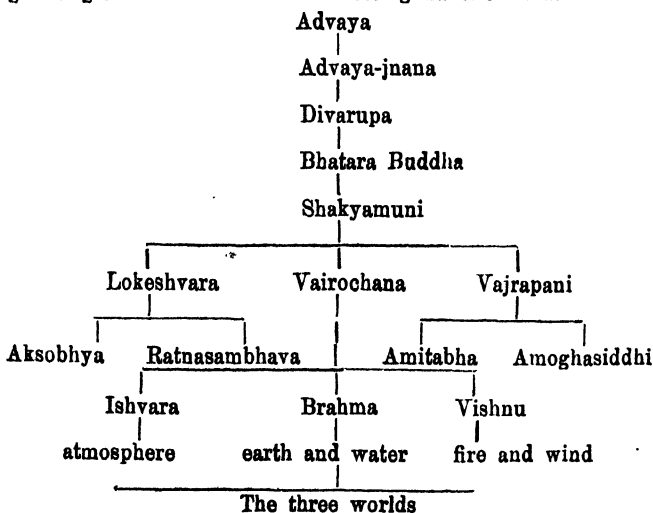 Advaya
Advaya-jnana
Divarupa
Bhatara Buddha
Shakyamuni
Lokeshvara Vairochana Vajrapani
Aksobhya Ratnasambhava Amitabha Amoghasiddhi
Ishvara Brahma Vishnu
atmosphere earth and water fire and wind
The three worlds